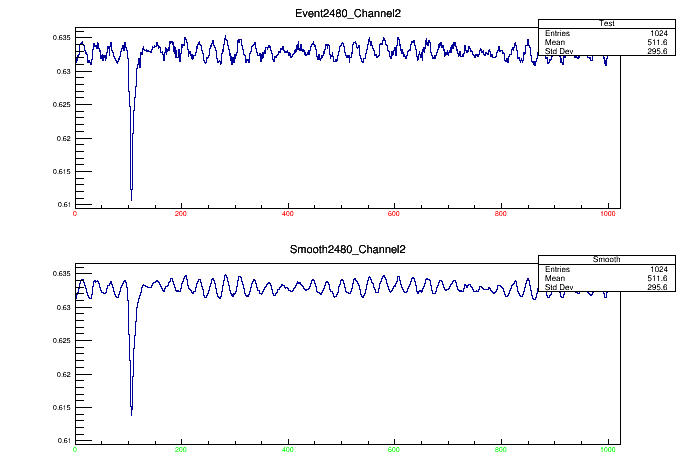 Event2480_Channel2
Test
Entries 1024
Mean 511.6
Std Dev 295.6
0.635
0.63
0.625
0.62
0.615
0.61
0 200 400 600 800 1000
Smooth2480_Channel2
Smooth
Entries 1024
Mean 511.6
Std Dev 295.6
0.635
0.63
0.625
0.62
0.615
0.61
0 200 400 600 800 1000